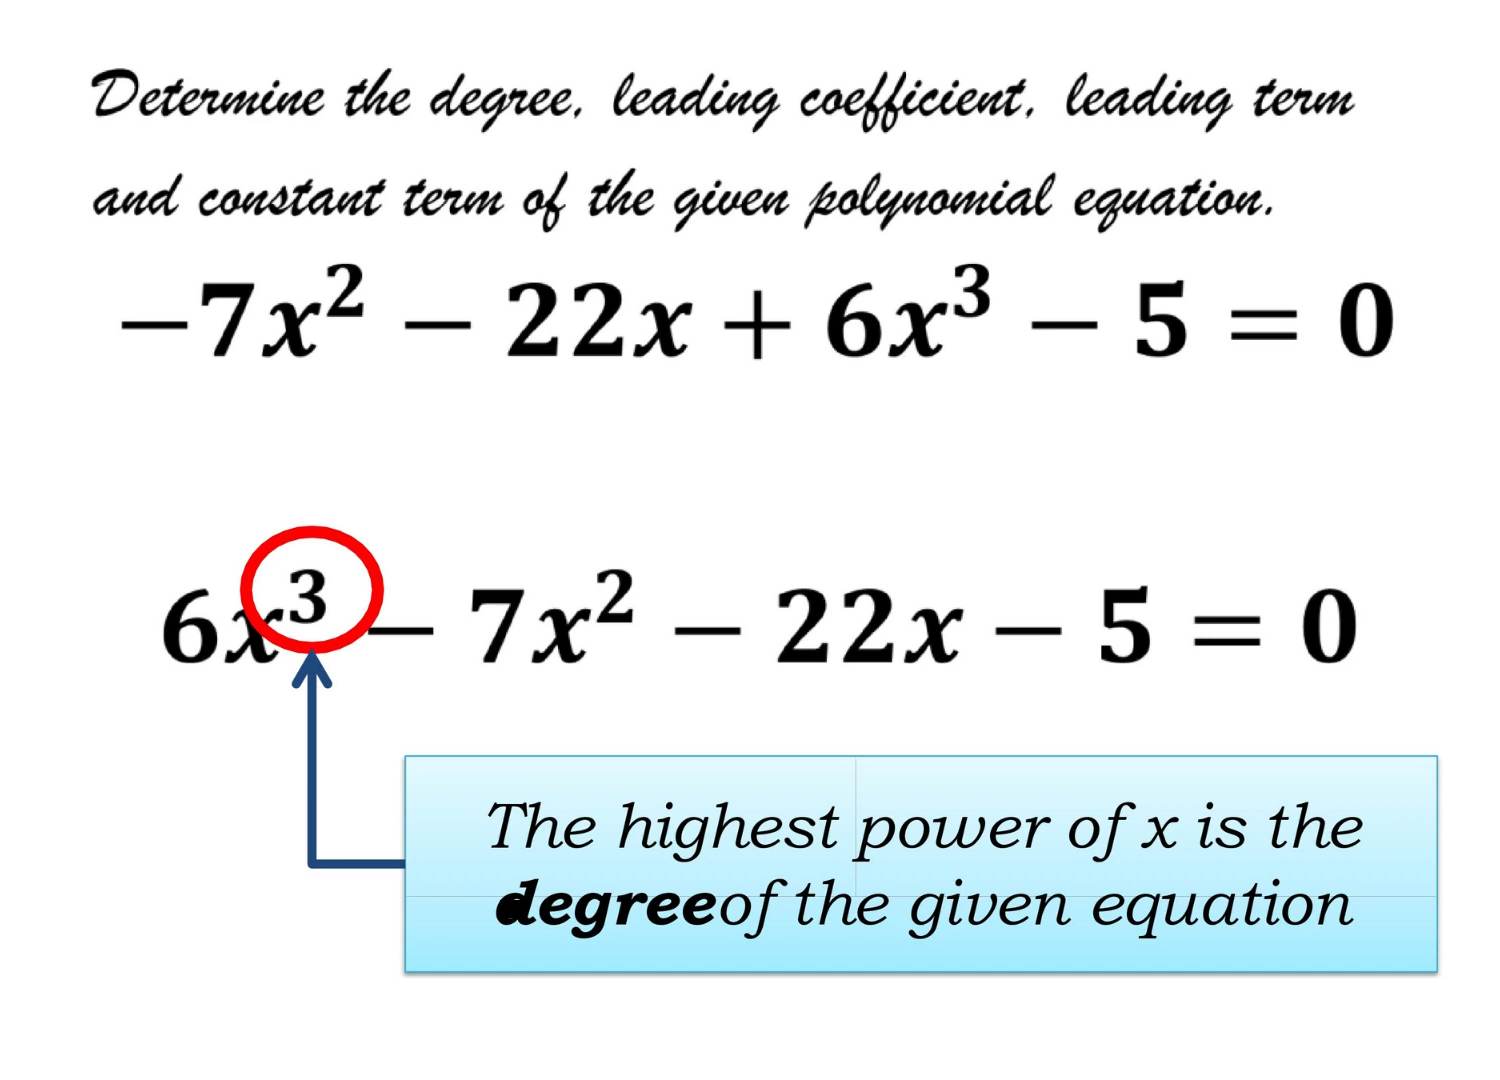 Determine the degree, leading coefficient, leading term
and constant term of the given polynomial equation.
−7x² − 22x + 6x³ − 5 = 0
6x³ − 7x² − 22x − 5 = 0
The highest power of x is the
degreeof the given equation